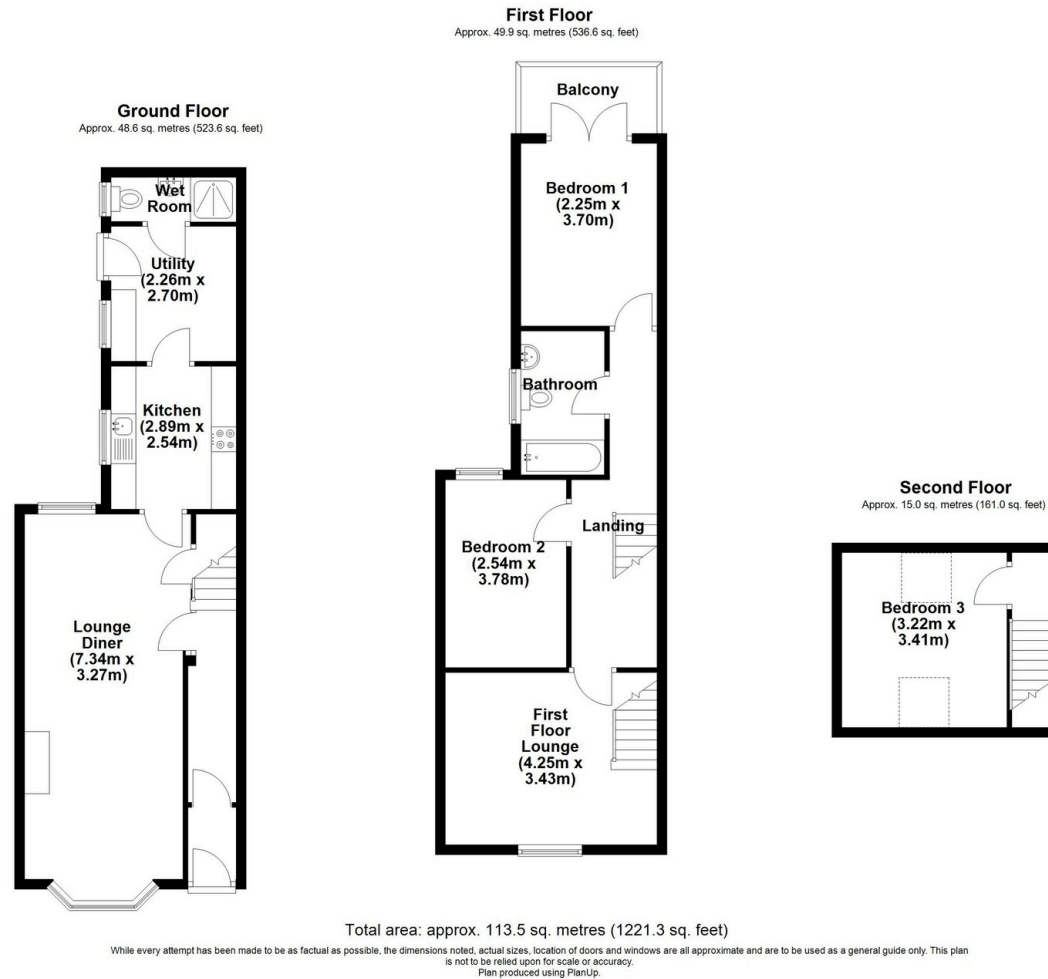 First Floor
Approx. 49.9 sq. metres (536.6 sq. feet)
Balcony
Bedroom 1
(2.25m x
3.70m)
Bathroom
Landing
Bedroom 2
(2.54m x
3.78m)
First
Floor
Lounge
(4.25m x
3.43m)
Ground Floor
Approx. 48.6 sq. metres (523.6 sq. feet)
Wet
Room
Utility
(2.26m x
2.70m)
Kitchen
(2.89m x
2.54m)
Lounge
Diner
(7.34m x
3.27m)
Second Floor
Approx. 15.0 sq. metres (161.0 sq. feet)
Bedroom 3
(3.22m x
3.41m)
Total area: approx. 113.5 sq. metres (1221.3 sq. feet)
While every attempt has been made to be as factual as possible, the dimensions noted, actual sizes, location of doors and windows are all approximate and are to be used as a general guide only. This plan
is not to be relied upon for scale or accuracy.
Plan produced using PlanUp.